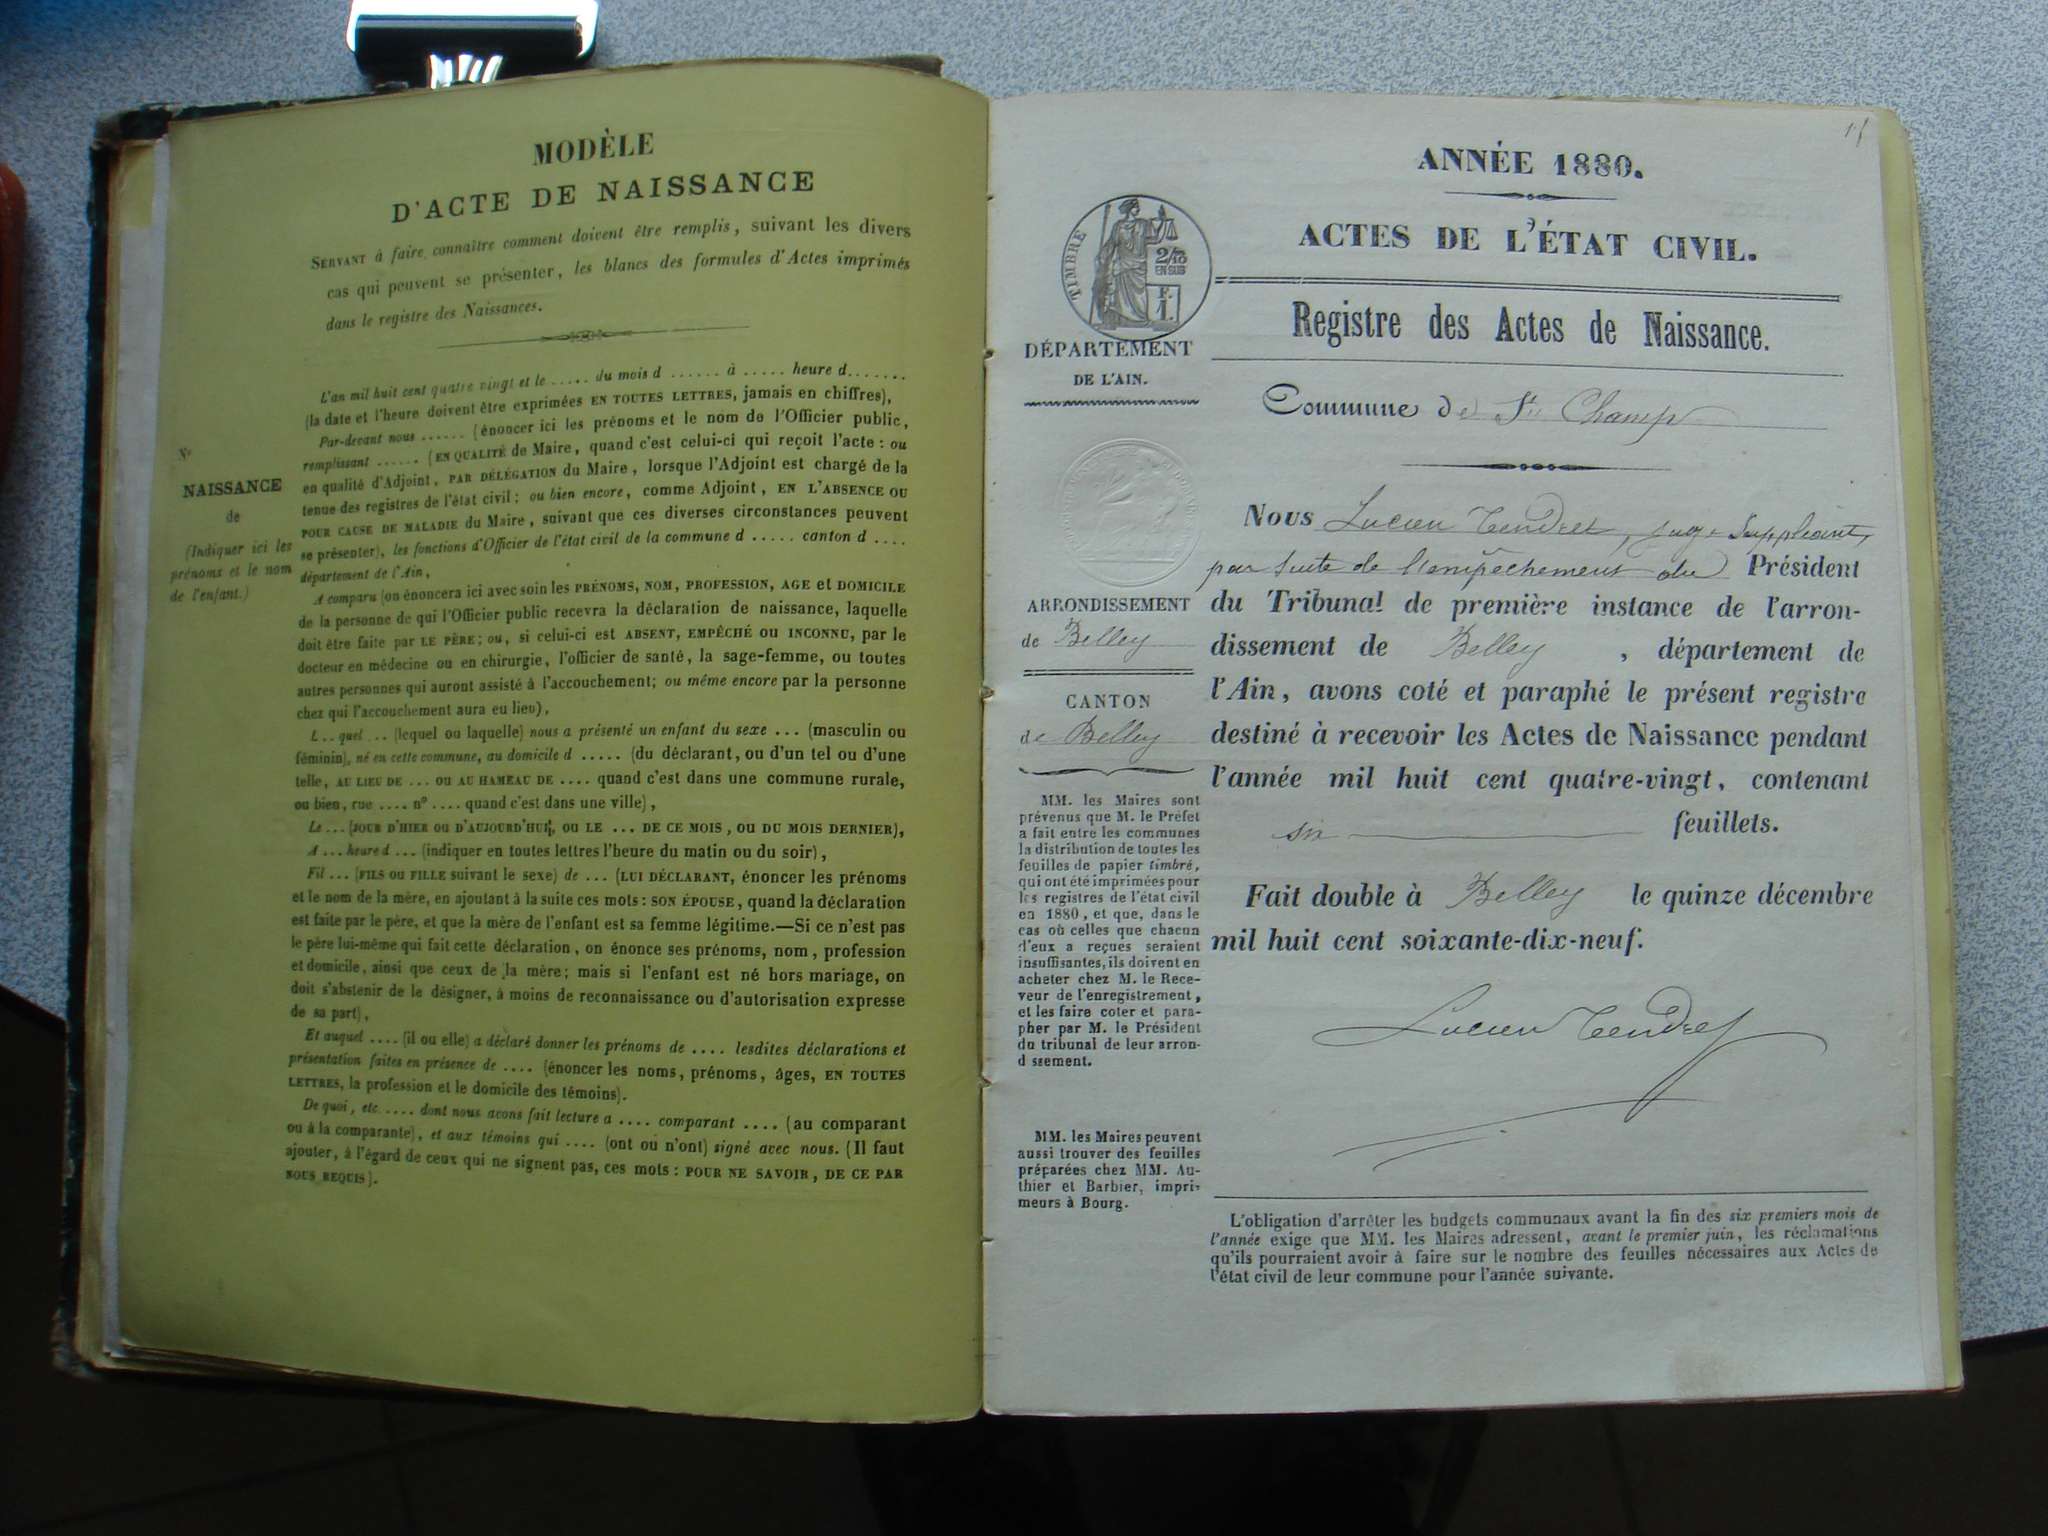 MODÈLE
D'ACTE DE NAISSANCE
SERVANT à faire connaître comment doivent être remplis, suivant les divers
cas qui peuvent se présenter, les blancs des formules d'Actes imprimés
dans le registre des Naissances.
N°
NAISSANCE
de
(Indiquer ici les
prénoms et le nom
de l'enfant.)
L'an mil huit cent quatre vingt et le ..... du mois d ...... à ..... heure d.......
(la date et l'heure doivent être exprimées EN TOUTES LETTRES, jamais en chiffres),
Par-devant nous ...... (énoncer ici les prénoms et le nom de l'Officier public,
remplissant ...... (EN QUALITÉ de Maire, quand c'est celui-ci qui reçoit l'acte : ou
en qualité d'Adjoint, PAR DÉLÉGATION du Maire, lorsque l'Adjoint est chargé de la
tenue des registres de l'état civil; ou bien encore, comme Adjoint, EN L'ABSENCE OU
POUR CAUSE DE MALADIE du Maire, suivant que ces diverses circonstances peuvent
se présenter), les fonctions d'Officier de l'état civil de la commune d ..... canton d ....
département de l'Ain,
A comparu (on énoncera ici avec soin les PRÉNOMS, NOM, PROFESSION, AGE et DOMICILE
de la personne de qui l'Officier public recevra la déclaration de naissance, laquelle
doit être faite par LE PÈRE; ou, si celui-ci est ABSENT, EMPÊCHÉ OU INCONNU, par le
docteur en médecine ou en chirurgie, l'officier de santé, la sage-femme, ou toutes
autres personnes qui auront assisté à l'accouchement; ou même encore par la personne
chez qui l'accouchement aura eu lieu),
L .. quel .. (lequel ou laquelle) nous a présenté un enfant du sexe ... (masculin ou
féminin), né en cette commune, au domicile d ..... (du déclarant, ou d'un tel ou d'une
telle, AU LIEU DE ... OU AU HAMEAU DE .... quand c'est dans une commune rurale,
ou bien, rue .... n° .... quand c'est dans une ville),
Le ... (JOUR D'HIER OU D'AUJOURD'HUI, OU LE ... DE CE MOIS, OU DU MOIS DERNIER),
A ... heure d ... (indiquer en toutes lettres l'heure du matin ou du soir),
Fil ... (FILS OU FILLE suivant le sexe) de ... (LUI DÉCLARANT, énoncer les prénoms
et le nom de la mère, en ajoutant à la suite ces mots : SON ÉPOUSE, quand la déclaration
est faite par le père, et que la mère de l'enfant est sa femme légitime.—Si ce n'est pas
le père lui-même qui fait cette déclaration, on énonce ses prénoms, nom, profession
et domicile, ainsi que ceux de la mère; mais si l'enfant est né hors mariage, on
doit s'abstenir de le désigner, à moins de reconnaissance ou d'autorisation expresse
de sa part),
Et auquel .... (il ou elle) a déclaré donner les prénoms de .... lesdites déclarations et
présentation faites en présence de .... (énoncer les noms, prénoms, âges, EN TOUTES
LETTRES, la profession et le domicile des témoins).
De quoi, etc. .... dont nous avons fait lecture a .... comparant .... (au comparant
ou à la comparante), et aux témoins qui .... (ont ou n'ont) signé avec nous. (Il faut
ajouter, à l'égard de ceux qui ne signent pas, ces mots : POUR NE SAVOIR, DE CE PAR
NOUS REQUIS).
ANNÉE 1880.
ACTES DE L'ÉTAT CIVIL.
TIMBRE
2/10
EN SUS
F.
1.
Registre des Actes de Naissance.
DÉPARTEMENT
DE L'AIN.
Commune de St Champ
Nous Lucien Tendret, juge Suppléant,
par suite de l'empêchement du Président
du Tribunal de première instance de l'arron-
dissement de Belley , département de
l'Ain, avons coté et paraphé le présent registre
destiné à recevoir les Actes de Naissance pendant
l'année mil huit cent quatre-vingt, contenant
six feuillets.
Fait double à Belley le quinze décembre
mil huit cent soixante-dix-neuf.
Lucien Tendret
ARRONDISSEMENT
de Belley
CANTON
de Belley
MM. les Maires sont
prévenus que M. le Préfet
a fait entre les communes
la distribution de toutes les
feuilles de papier timbré,
qui ont été imprimées pour
les registres de l'état civil
en 1880, et que, dans le
cas où celles que chacun
d'eux a reçues seraient
insuffisantes, ils doivent en
acheter chez M. le Rece-
veur de l'enregistrement,
et les faire coter et para-
pher par M. le Président
du tribunal de leur arron-
dissement.
MM. les Maires peuvent
aussi trouver des feuilles
préparées chez MM. Au-
thier et Barbier, impri-
meurs à Bourg.
L'obligation d'arrêter les budgets communaux avant la fin des six premiers mois de
l'année exige que MM. les Maires adressent, avant le premier juin, les réclamations
qu'ils pourraient avoir à faire sur le nombre des feuilles nécessaires aux Actes de
l'état civil de leur commune pour l'année suivante.